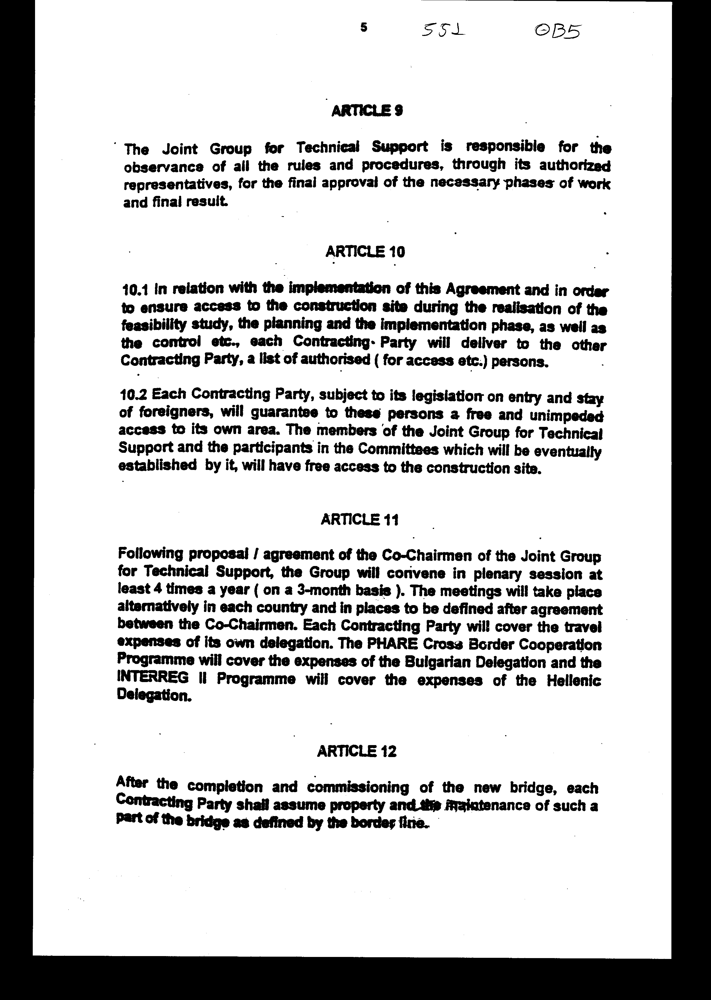 5 551 ΘΒ5
ARTICLE 9
The Joint Group for Technical Support is responsible for the
observance of all the rules and procedures, through its authorized
representatives, for the final approval of the necessary phases of work
and final result.
ARTICLE 10
10.1 In relation with the implementation of this Agreement and in order
to ensure access to the construction site during the realisation of the
feasibility study, the planning and the implementation phase, as well as
the control etc., each Contracting Party will deliver to the other
Contracting Party, a list of authorised ( for access etc.) persons.
10.2 Each Contracting Party, subject to its legislation on entry and stay
of foreigners, will guarantee to these persons a free and unimpeded
access to its own area. The members of the Joint Group for Technical
Support and the participants in the Committees which will be eventually
established by it, will have free access to the construction site.
ARTICLE 11
Following proposal / agreement of the Co-Chairmen of the Joint Group
for Technical Support, the Group will convene in plenary session at
least 4 times a year ( on a 3-month basis ). The meetings will take place
alternatively in each country and in places to be defined after agreement
between the Co-Chairmen. Each Contracting Party will cover the travel
expenses of its own delegation. The PHARE Cross Border Cooperation
Programme will cover the expenses of the Bulgarian Delegation and the
INTERREG II Programme will cover the expenses of the Hellenic
Delegation.
ARTICLE 12
After the completion and commissioning of the new bridge, each
Contracting Party shall assume property and the maintenance of such a
part of the bridge as defined by the border line.